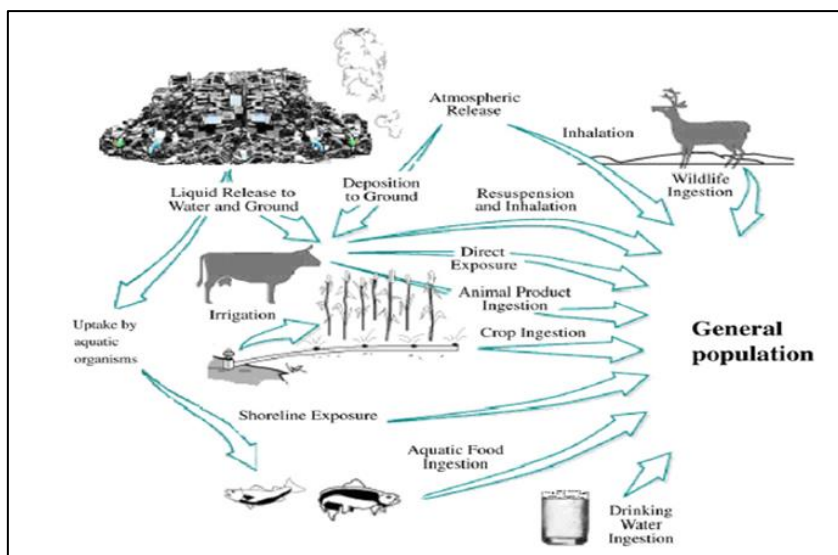 Atmospheric
Release
Inhalation
Wildlife
Ingestion
Liquid Release to
Water and Ground
Deposition
to Ground
Resuspension
and Inhalation
Direct
Exposure
Animal Product
Ingestion
Irrigation
Crop Ingestion
Uptake by
aquatic
organisms
General
population
Shoreline Exposure
Aquatic Food
Ingestion
Drinking
Water
Ingestion